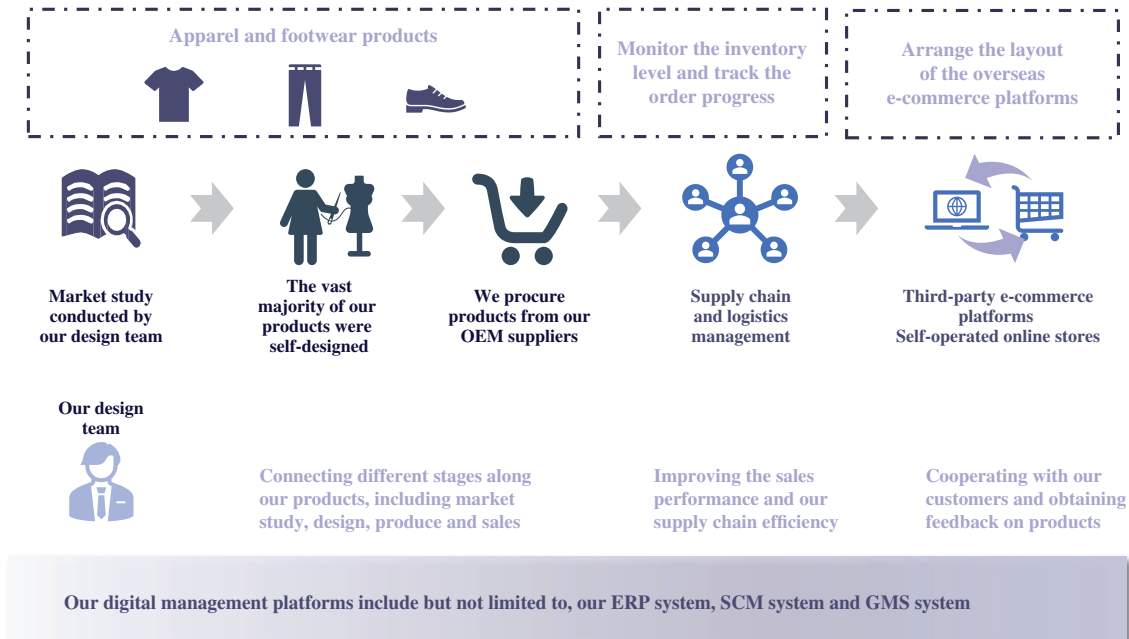 Apparel and footwear products
Monitor the inventory
level and track the
order progress
Arrange the layout
of the overseas
e-commerce platforms
Market study
conducted by
our design team
The vast
majority of our
products were
self-designed
We procure
products from our
OEM suppliers
Supply chain
and logistics
management
Third-party e-commerce
platforms
Self-operated online stores
Our design
team
Connecting different stages along
our products, including market
study, design, produce and sales
Improving the sales
performance and our
supply chain efficiency
Cooperating with our
customers and obtaining
feedback on products
Our digital management platforms include but not limited to, our ERP system, SCM system and GMS system